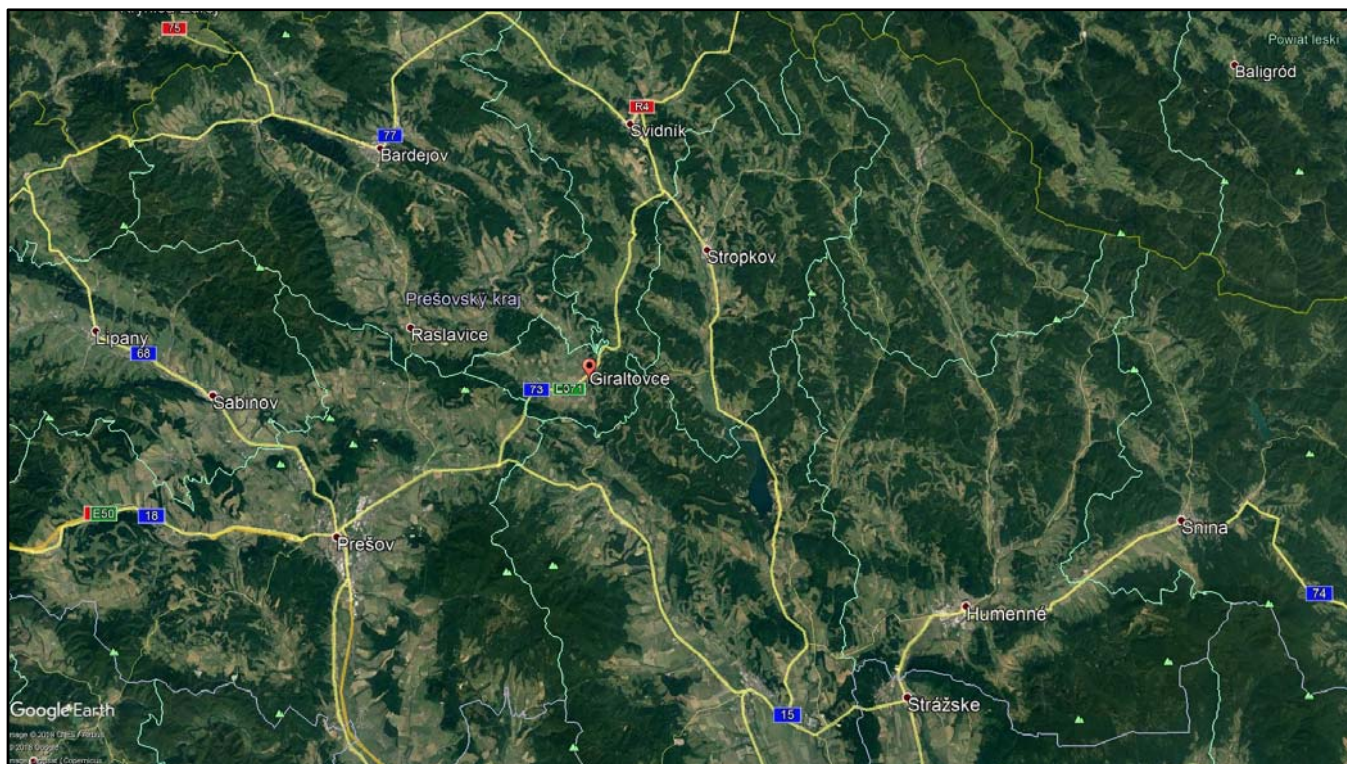 75
Powiat leski
Baligród
R4
Svidník
77
Bardejov
Stropkov
Prešovský kraj
Raslavice
Lipany
68
Giraltovce
73
E371
Sabinov
E50
18
Prešov
Snina
74
Humenné
Strážske
15
Google Earth